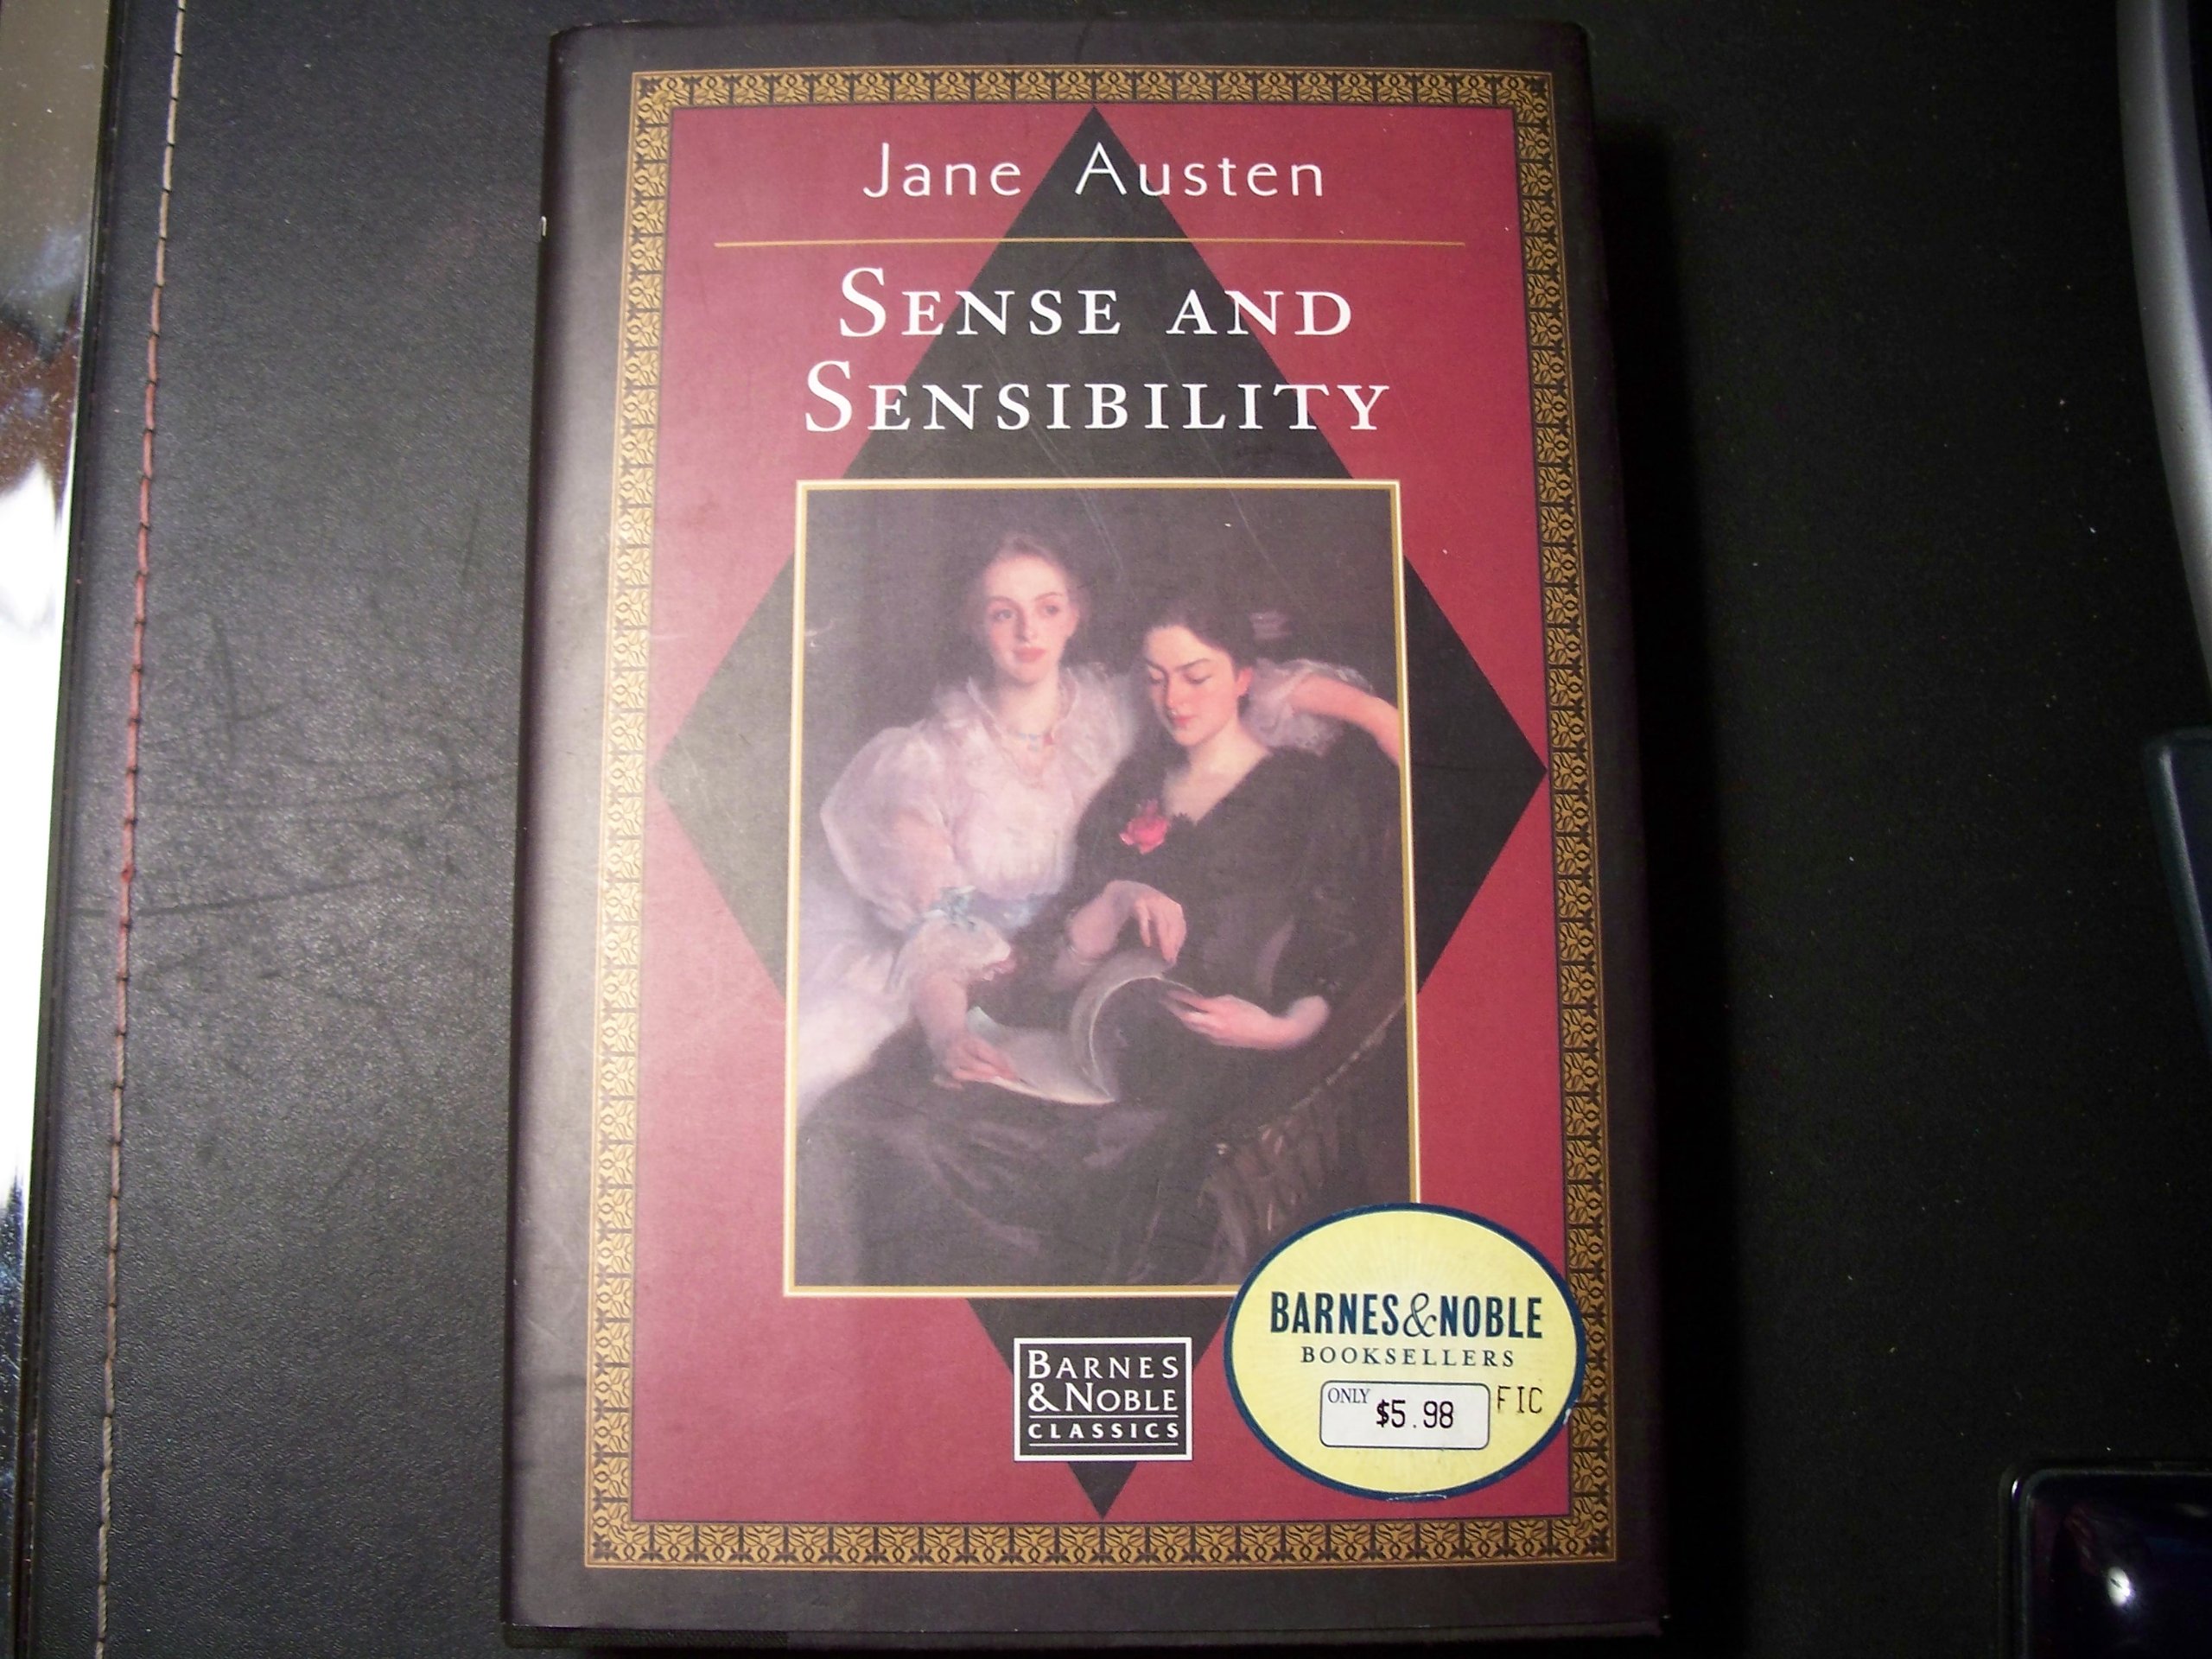 Jane Austen
SENSE AND
SENSIBILITY
BARNES
& NOBLE
CLASSICS
BARNES & NOBLE
BOOKSELLERS
ONLY $5.98 FIC